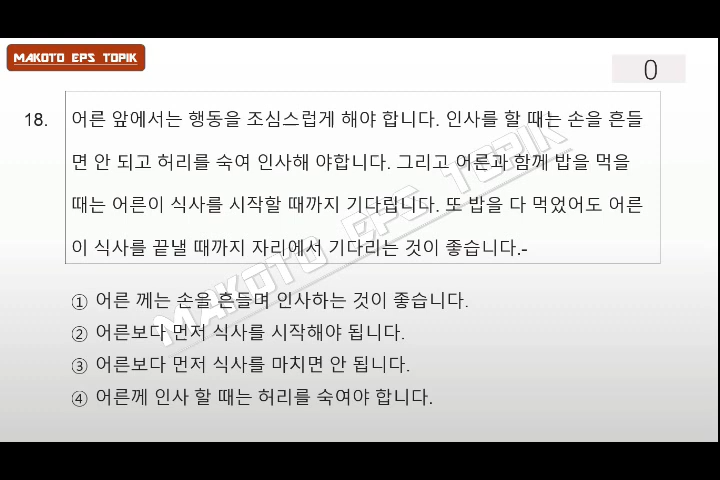 MAKOTO EPS TOPIK
0
18.
어른 앞에서는 행동을 조심스럽게 해야 합니다. 인사를 할 때는 손을 흔들
면 안 되고 허리를 숙여 인사해 야합니다. 그리고 어른과 함께 밥을 먹을
때는 어른이 식사를 시작할 때까지 기다립니다. 또 밥을 다 먹었어도 어른
이 식사를 끝낼 때까지 자리에서 기다리는 것이 좋습니다.-
MAKOTO EPS TOPIK
① 어른 께는 손을 흔들며 인사하는 것이 좋습니다.
② 어른보다 먼저 식사를 시작해야 됩니다.
③ 어른보다 먼저 식사를 마치면 안 됩니다.
④ 어른께 인사 할 때는 허리를 숙여야 합니다.